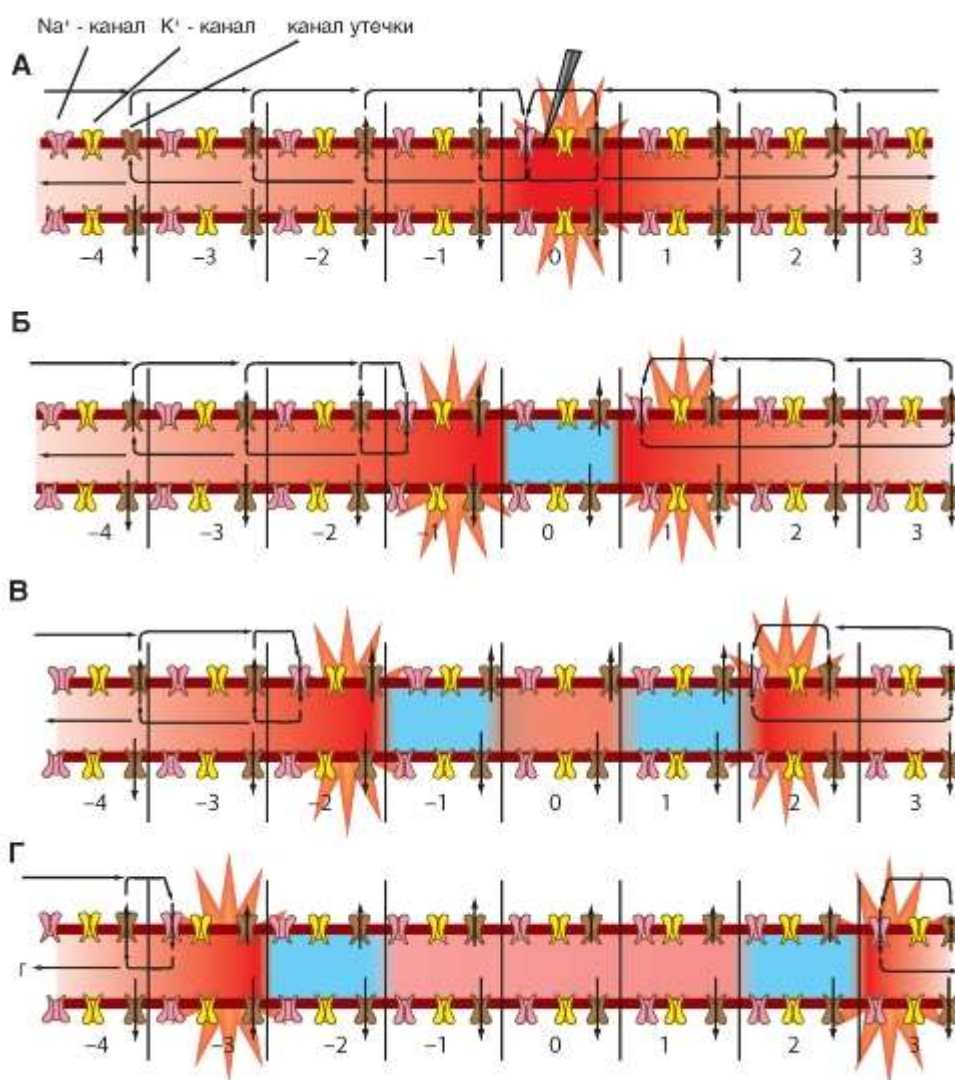 Na⁺ - канал K⁺ - канал канал утечки
А
–4 –3 –2 –1 0 1 2 3
Б
–4 –3 –2 –1 0 1 2 3
В
–4 –3 –2 –1 0 1 2 3
Г
Г
–4 –3 –2 –1 0 1 2 3